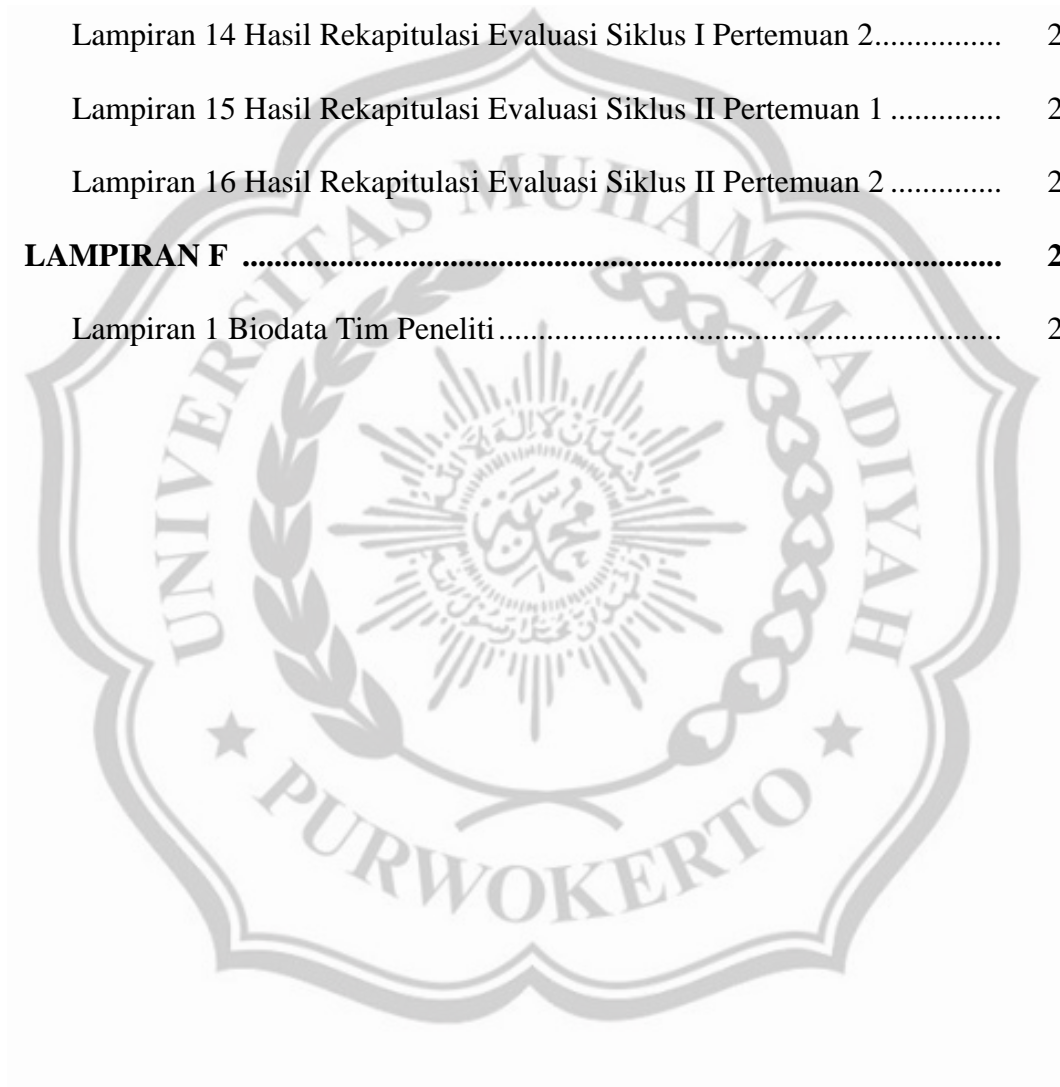 Lampiran 14 Hasil Rekapitulasi Evaluasi Siklus I Pertemuan 2............... 2
Lampiran 15 Hasil Rekapitulasi Evaluasi Siklus II Pertemuan 1 .............. 2
Lampiran 16 Hasil Rekapitulasi Evaluasi Siklus II Pertemuan 2 .............. 2
LAMPIRAN F ..................................................................................... 2
Lampiran 1 Biodata Tim Peneliti........................................................ 2
UNIVERSITAS MUHAMMADIYAH
PURWOKERTO